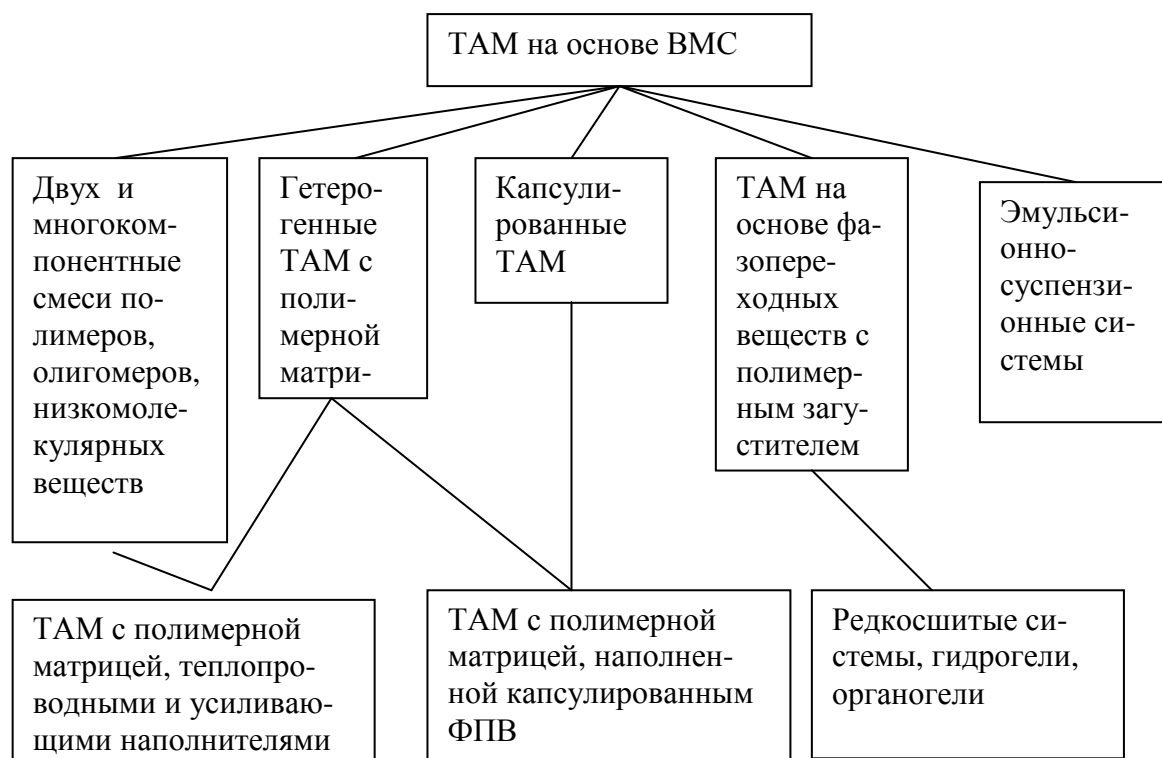 ТАМ на основе ВМС
Двух и
многоком-
понентные
смеси по-
лимеров,
олигомеров,
низкомоле-
кулярных
веществ
Гетеро-
генные
ТАМ с
поли-
мерной
матри-
Капсули-
рованные
ТАМ
ТАМ на
основе фа-
зопере-
ходных
веществ с
полимер-
ным загу-
стителем
Эмульси-
онно-
суспензи-
онные си-
стемы
ТАМ с полимерной
матрицей, теплопро-
водными и усиливаю-
щими наполнителями
ТАМ с полимерной
матрицей, наполнен-
ной капсулированным
ФПВ
Редкосшитые си-
стемы, гидрогели,
органогели